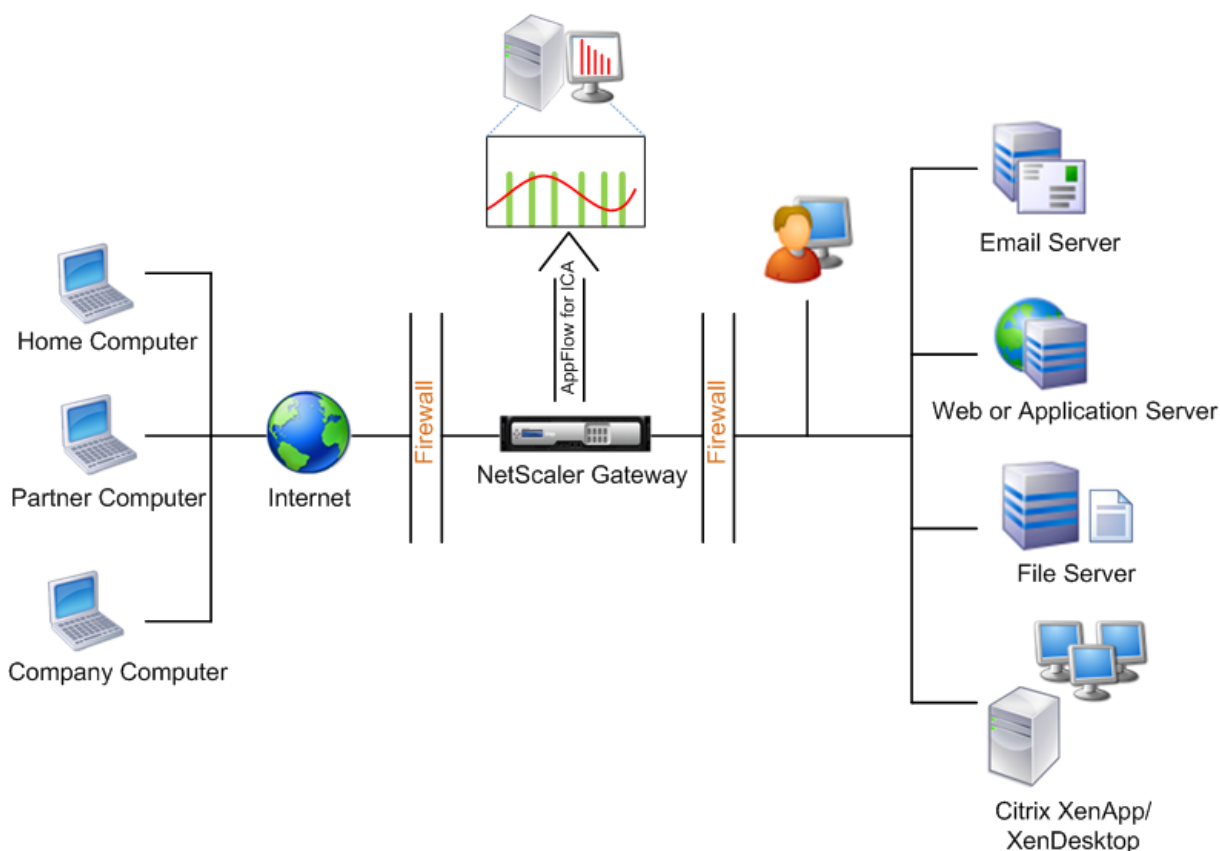 AppFlow for ICA
Email Server
Home Computer
Firewall
Firewall
Web or Application Server
Partner Computer
Internet
NetScaler Gateway
File Server
Company Computer
Citrix XenApp/
XenDesktop